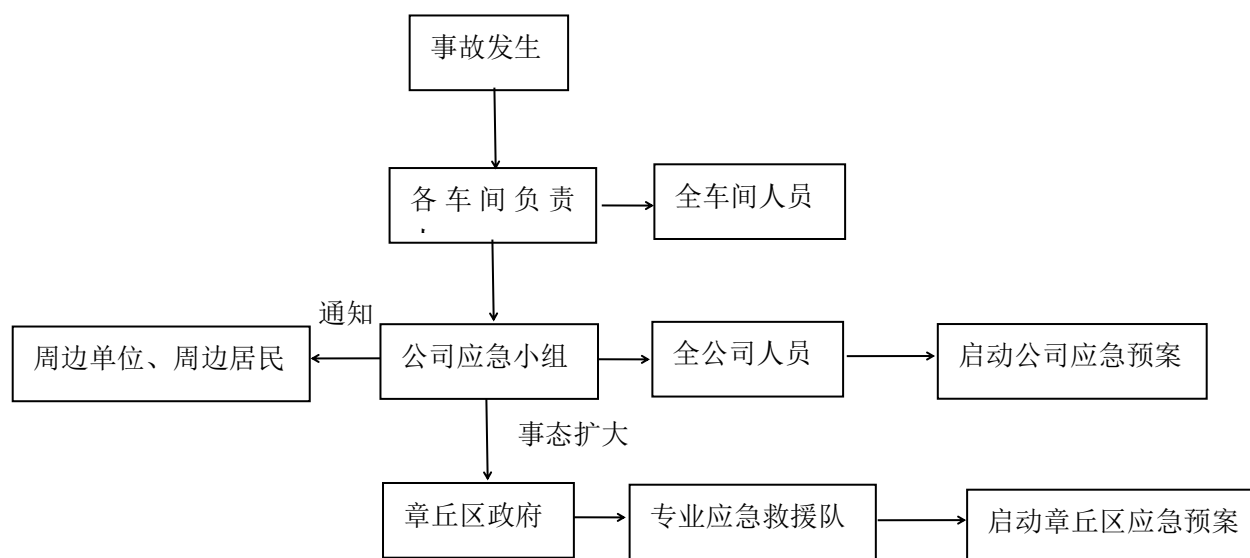 事故发生
各车间负责
全车间人员
通知
周边单位、周边居民
公司应急小组
全公司人员
启动公司应急预案
事态扩大
章丘区政府
专业应急救援队
启动章丘区应急预案